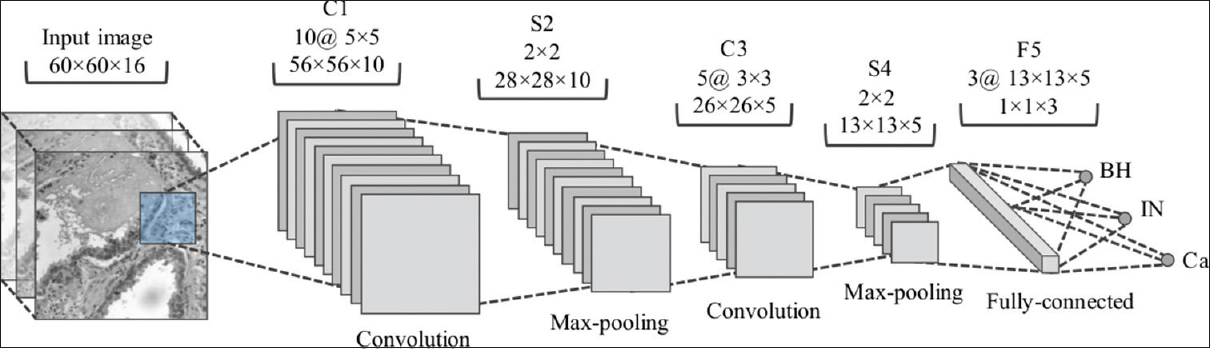 Input image
60×60×16
C1
10@ 5×5
56×56×10
S2
2×2
28×28×10
C3
5@ 3×3
26×26×5
S4
2×2
13×13×5
F5
3@ 13×13×5
1×1×3
BH
IN
Ca
Convolution
Max-pooling
Convolution
Max-pooling
Fully-connected